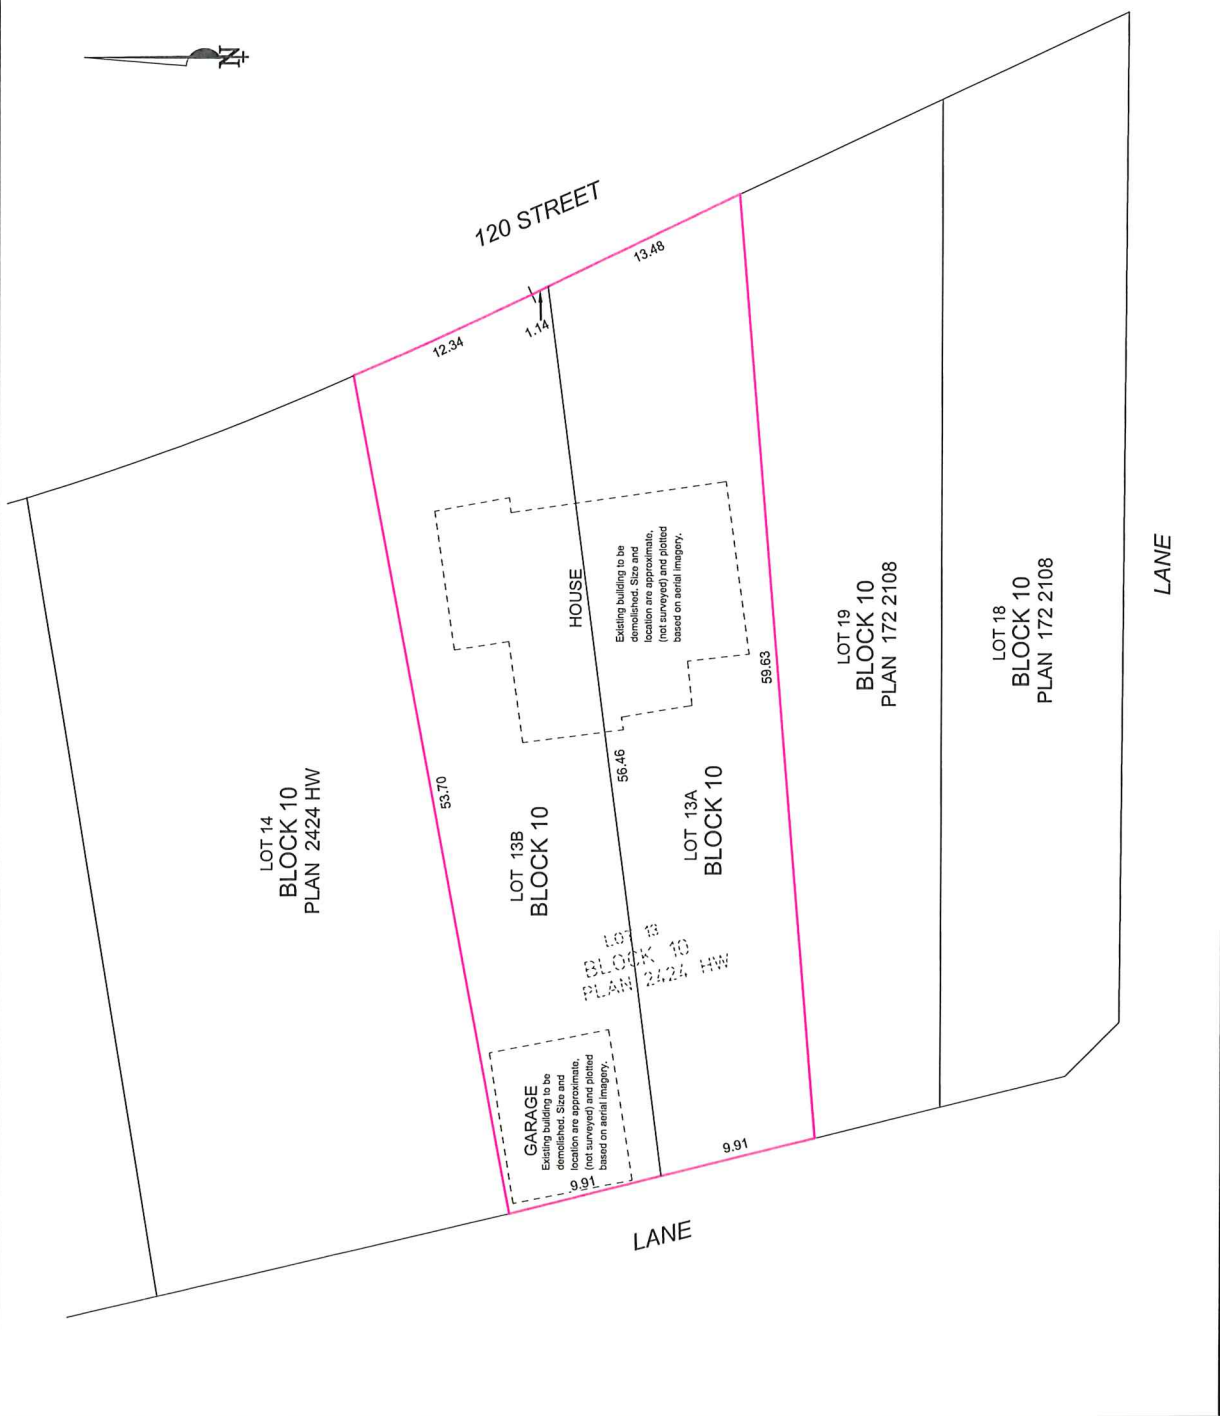 N
120 STREET
12.34
1.14
13.48
LOT 14
BLOCK 10
PLAN 2424 HW
53.70
LOT 13B
BLOCK 10
HOUSE
Existing building to be
demolished. Size and
location are approximate,
(not surveyed) and plotted
based on aerial imagery.
56.46
59.63
LOT 13A
BLOCK 10
LOT 13
BLOCK 10
PLAN 2424 HW
GARAGE
Existing building to be
demolished. Size and
location are approximate,
(not surveyed) and plotted
based on aerial imagery.
9.91
9.91
LANE
LOT 19
BLOCK 10
PLAN 172 2108
LOT 18
BLOCK 10
PLAN 172 2108
LANE